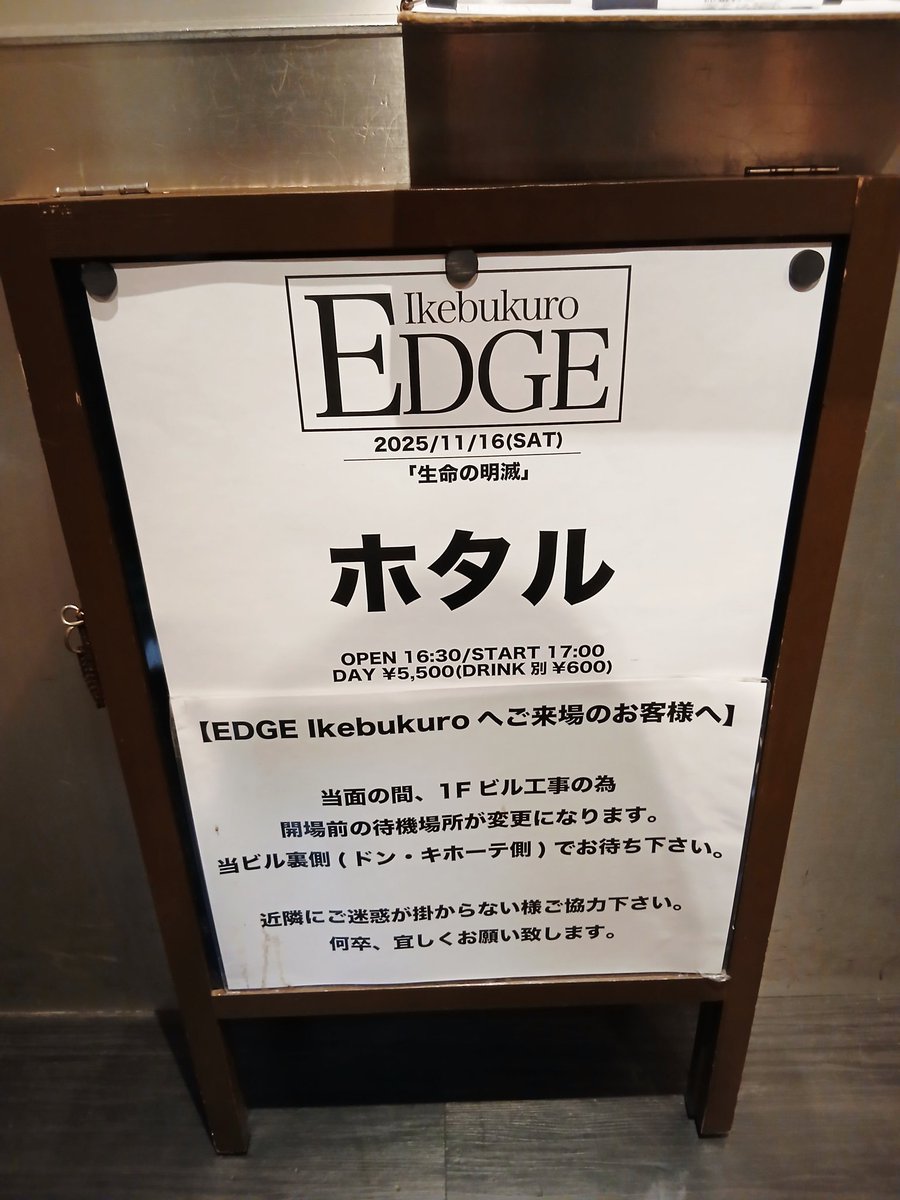 Ikebukuro
EDGE
2025/11/16(SAT)
「生命の明滅」
ホタル
OPEN 16:30/START 17:00
DAY ¥5,500(DRINK 別 ¥600)
【EDGE Ikebukuro へご来場のお客様へ】
当面の間、1F ビル工事の為
開場前の待機場所が変更になります。
当ビル裏側 ( ドン・キホーテ側 ) でお待ち下さい。
近隣にご迷惑が掛からない様ご協力下さい。
何卒、宜しくお願い致します。